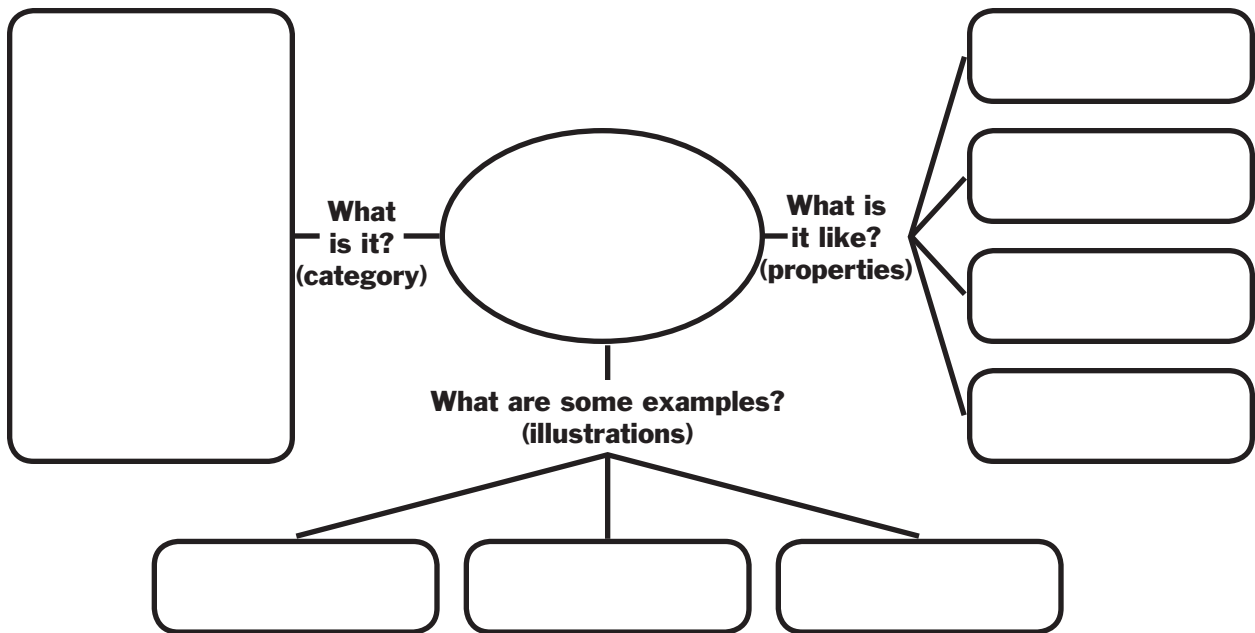 What
is it?
(category)
What is
it like?
(properties)
What are some examples?
(illustrations)